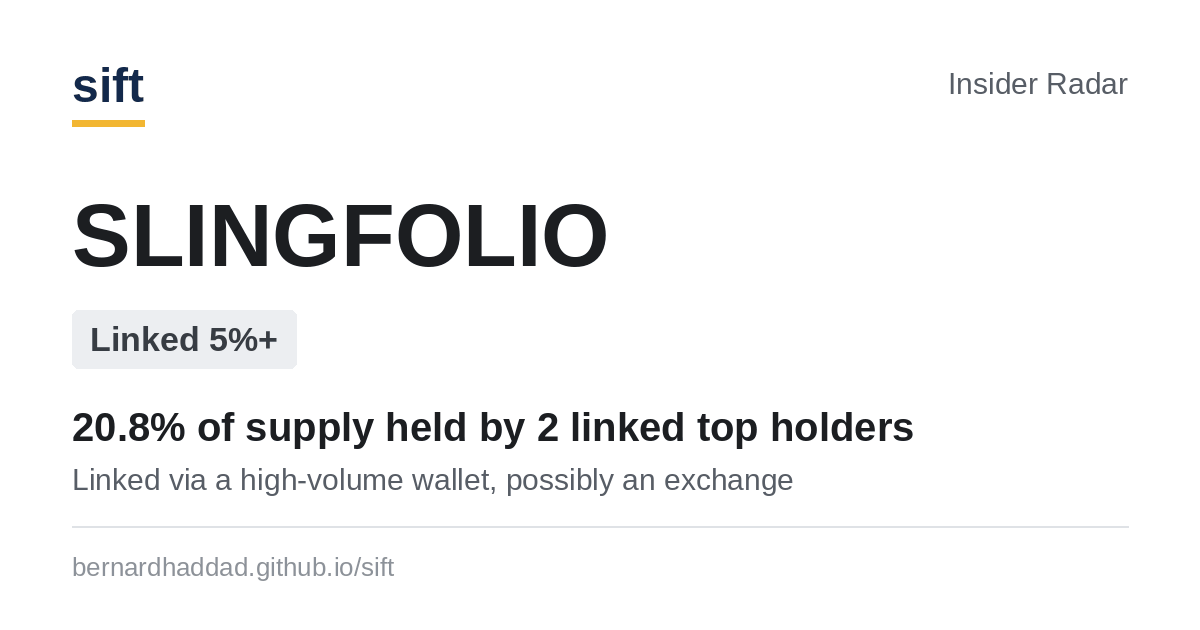 sift
Insider Radar
SLINGFOLIO
Linked 5%+
20.8% of supply held by 2 linked top holders
Linked via a high-volume wallet, possibly an exchange
bernardhaddad.github.io/sift